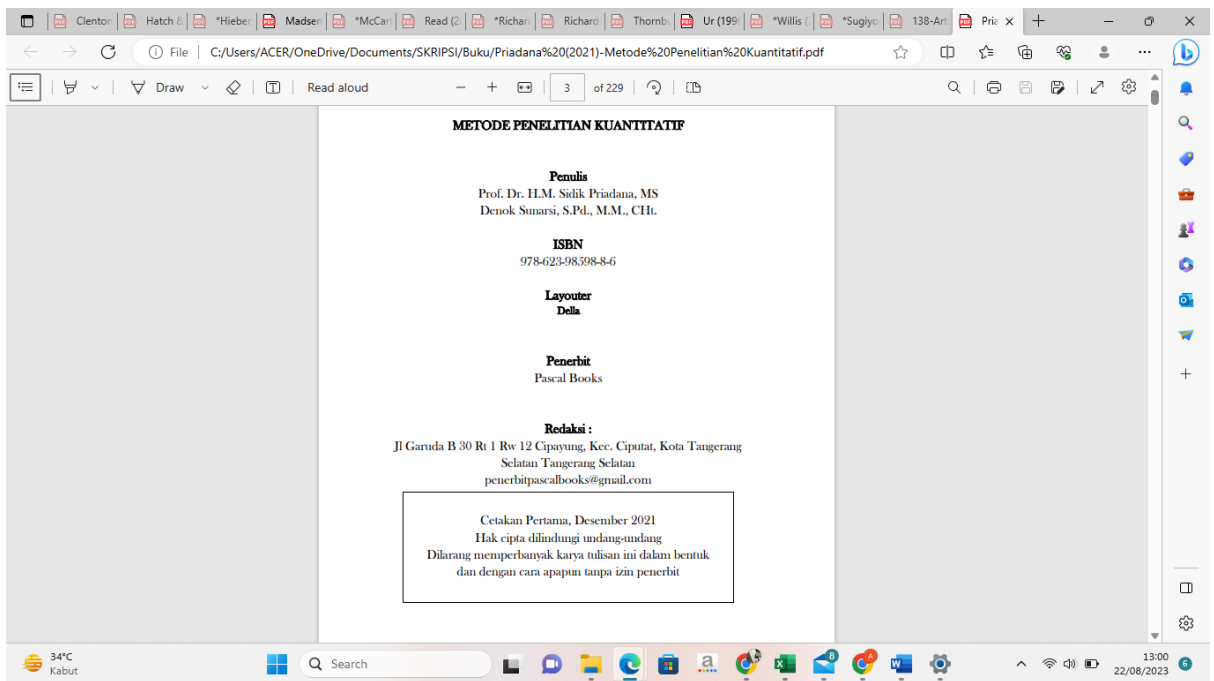 Clenton
Hatch &
*Hieber
Madsen
*McCart
Read (2
*Richard
Richard
Thornbu
Ur (199
*Willis (
*Sugiyo
138-Art
Pria
File
C:/Users/ACER/OneDrive/Documents/SKRIPSI/Buku/Priadana%20(2021)-Metode%20Penelitian%20Kuantitatif.pdf
Draw
Read aloud
3
of 229
METODE PENELITIAN KUANTITATIF
Penulis
Prof. Dr. H.M. Sidik Priadana, MS
Denok Sunarsi, S.Pd., M.M., CHt.
ISBN
978-623-98598-8-6
Layouter
Della
Penerbit
Pascal Books
Redaksi :
Jl Garuda B 30 Rt 1 Rw 12 Cipayung, Kec. Ciputat, Kota Tangerang
Selatan Tangerang Selatan
penerbitpascalbooks@gmail.com
Cetakan Pertama, Desember 2021
Hak cipta dilindungi undang-undang
Dilarang memperbanyak karya tulisan ini dalam bentuk
dan dengan cara apapun tanpa izin penerbit
34°C
Kabut
Search
13:00
22/08/2023
6